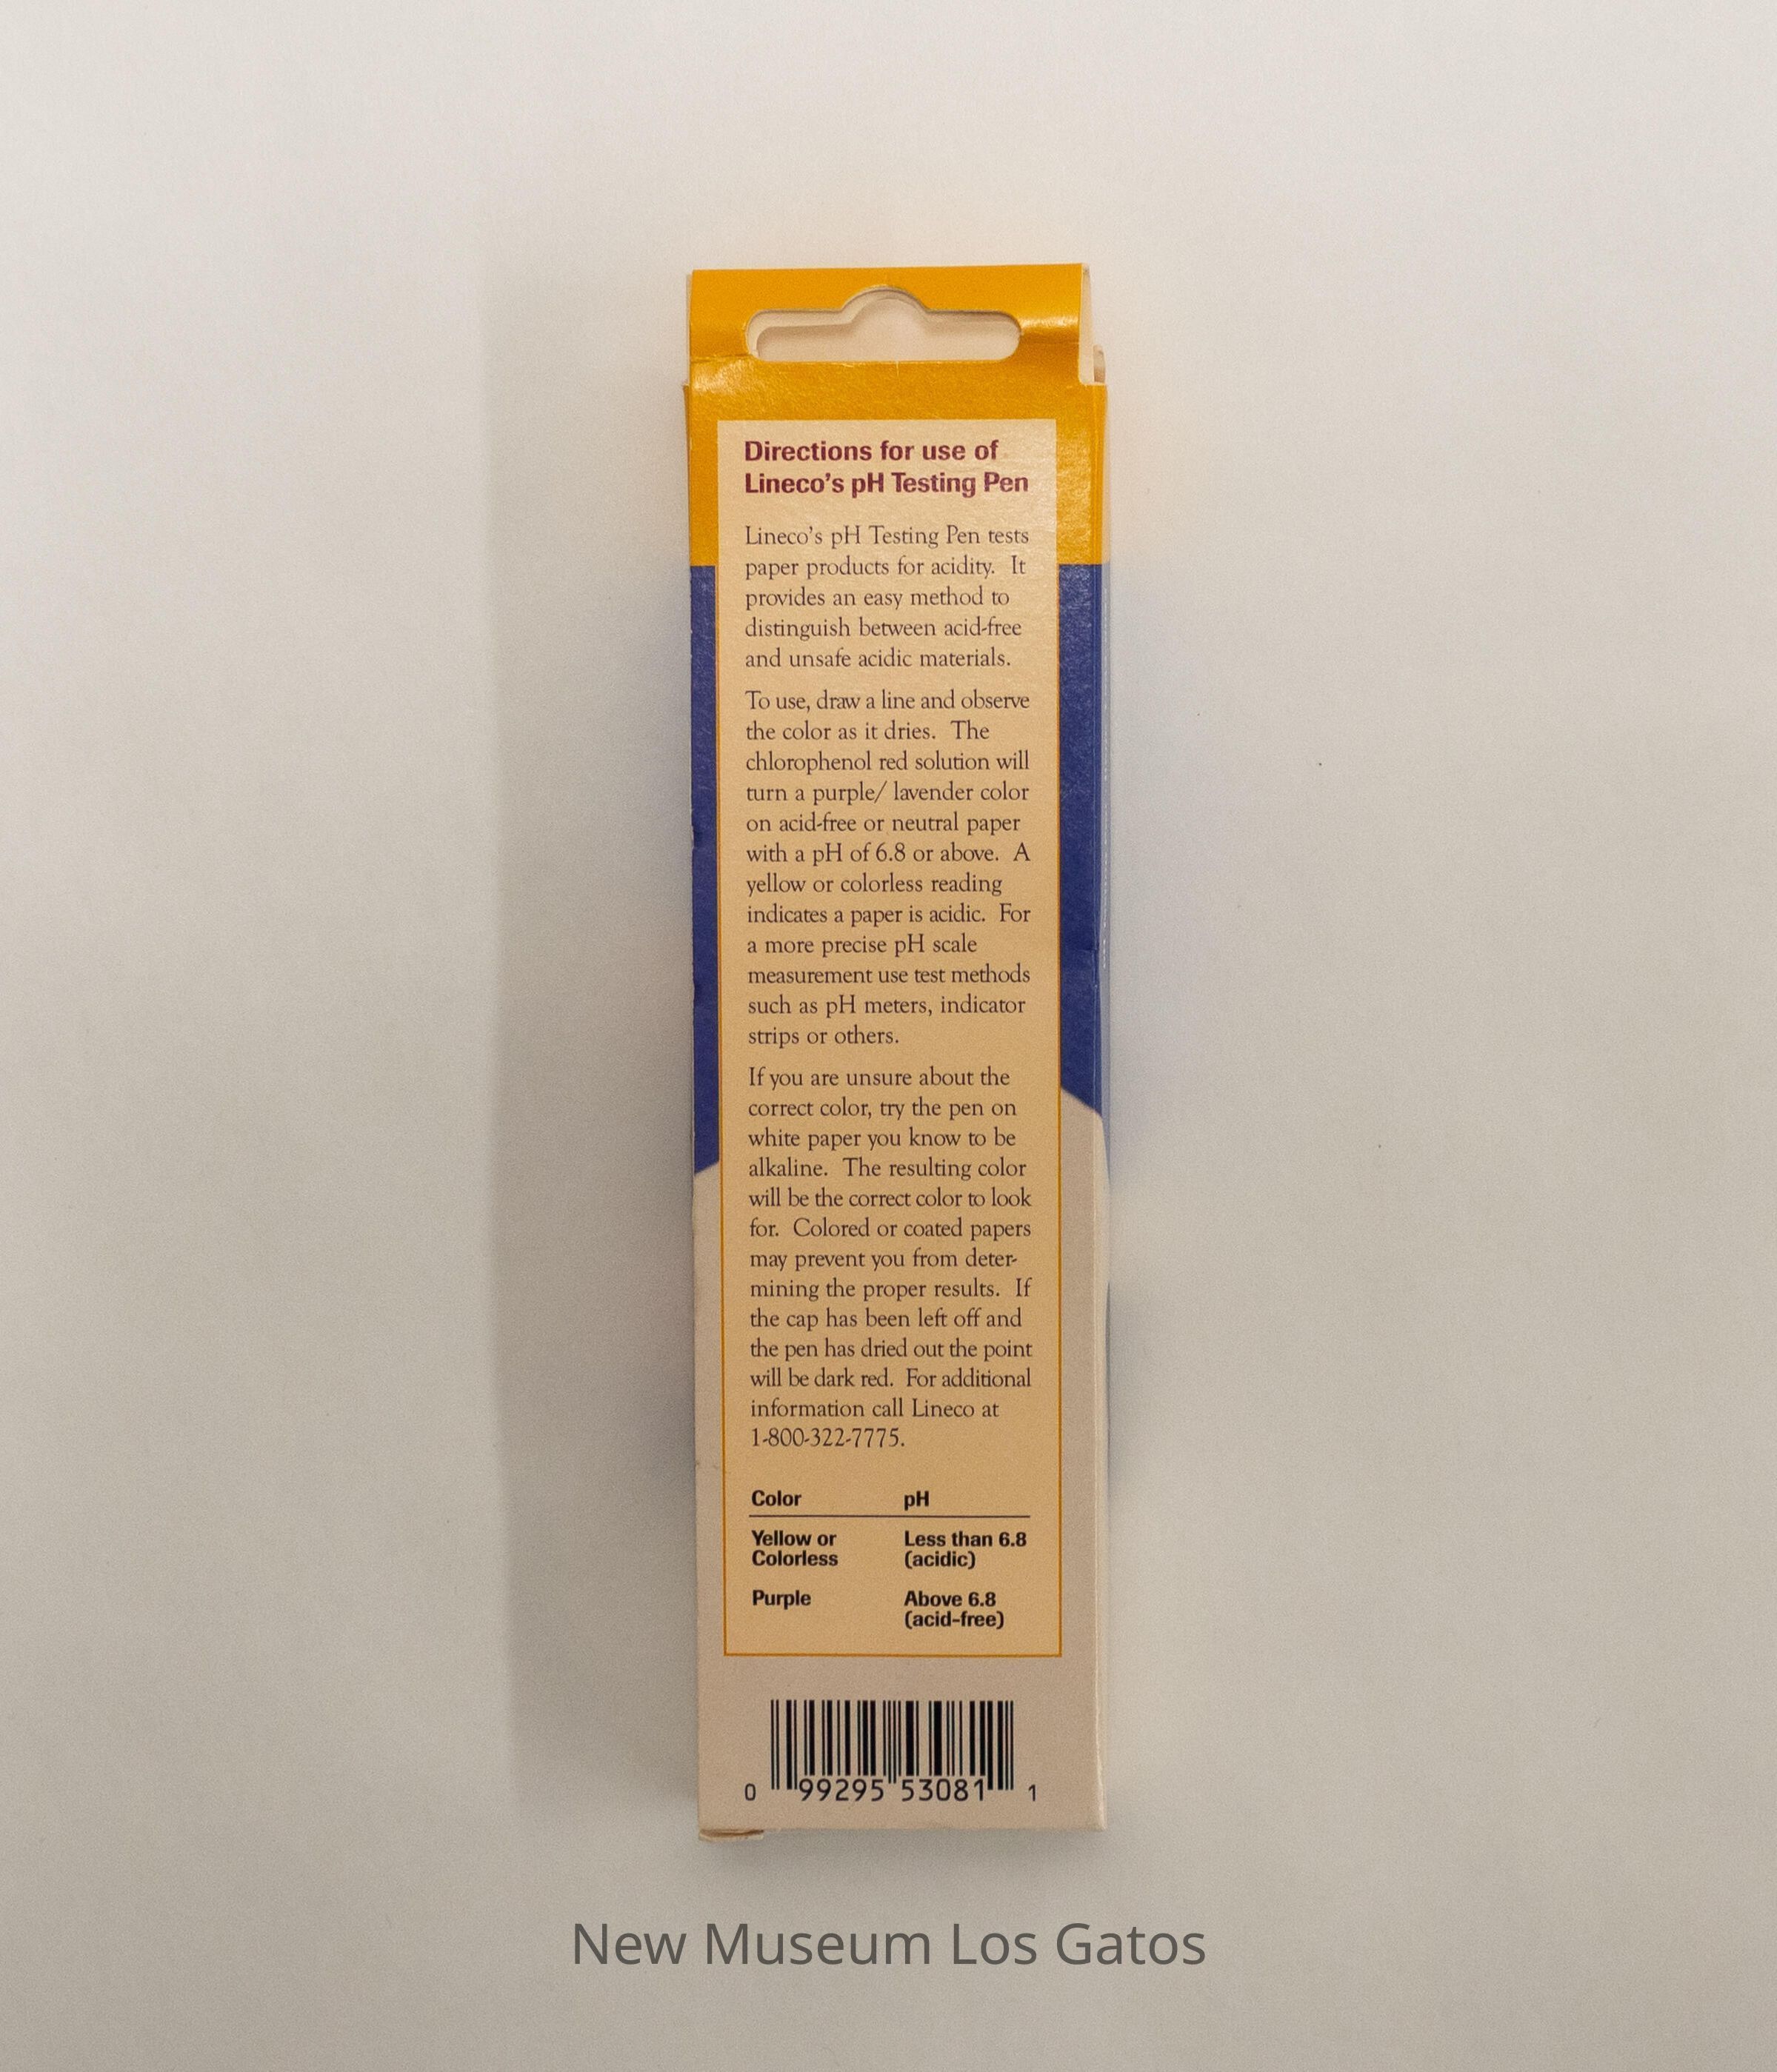 Directions for use of
Lineco's pH Testing Pen
Lineco's pH Testing Pen tests
paper products for acidity.  It
provides an easy method to
distinguish between acid-free
and unsafe acidic materials.
To use, draw a line and observe
the color as it dries.  The
chlorophenol red solution will
turn a purple/ lavender color
on acid-free or neutral paper
with a pH of 6.8 or above.  A
yellow or colorless reading
indicates a paper is acidic.  For
a more precise pH scale
measurement use test methods
such as pH meters, indicator
strips or others.
If you are unsure about the
correct color, try the pen on
white paper you know to be
alkaline.  The resulting color
will be the correct color to look
for.  Colored or coated papers
may prevent you from deter-
mining the proper results.  If
the cap has been left off and
the pen has dried out the point
will be dark red.  For additional
information call Lineco at
1-800-322-7775.
Color pH
Yellow or Less than 6.8
Colorless (acidic)
Purple Above 6.8
(acid-free)
0 99295 53081 1
New Museum Los Gatos